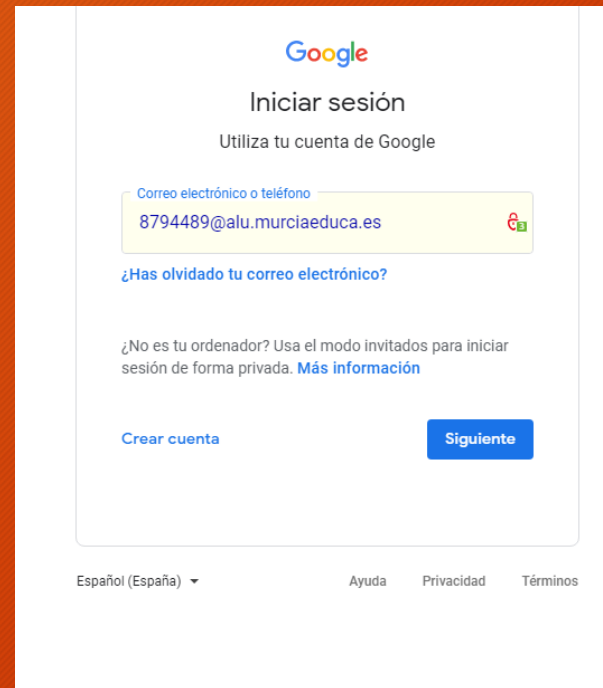 Google
Iniciar sesión
Utiliza tu cuenta de Google
Correo electrónico o teléfono
8794489@alu.murciaeduca.es
3
¿Has olvidado tu correo electrónico?
¿No es tu ordenador? Usa el modo invitados para iniciar
sesión de forma privada. Más información
Crear cuenta
Siguiente
Español (España)
Ayuda
Privacidad
Términos